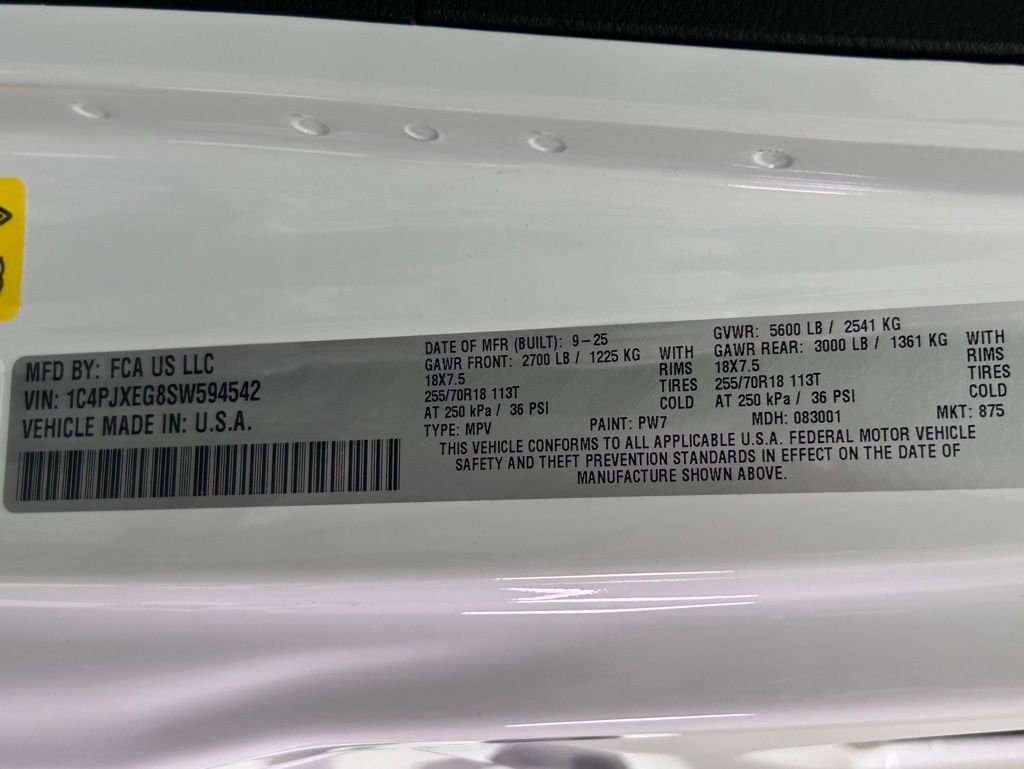 MFD BY: FCA US LLC
VIN: 1C4PJXEG8SW594542
VEHICLE MADE IN: U.S.A.
DATE OF MFR (BUILT): 9-25
GAWR FRONT: 2700 LB / 1225 KG WITH
18X7.5 RIMS
255/70R18 113T TIRES
AT 250 kPa / 36 PSI COLD
GVWR: 5600 LB / 2541 KG
GAWR REAR: 3000 LB / 1361 KG WITH
18X7.5 RIMS
255/70R18 113T TIRES
AT 250 kPa / 36 PSI COLD
TYPE: MPV PAINT: PW7 MDH: 083001 MKT: 875
THIS VEHICLE CONFORMS TO ALL APPLICABLE U.S.A. FEDERAL MOTOR VEHICLE
SAFETY AND THEFT PREVENTION STANDARDS IN EFFECT ON THE DATE OF
MANUFACTURE SHOWN ABOVE.